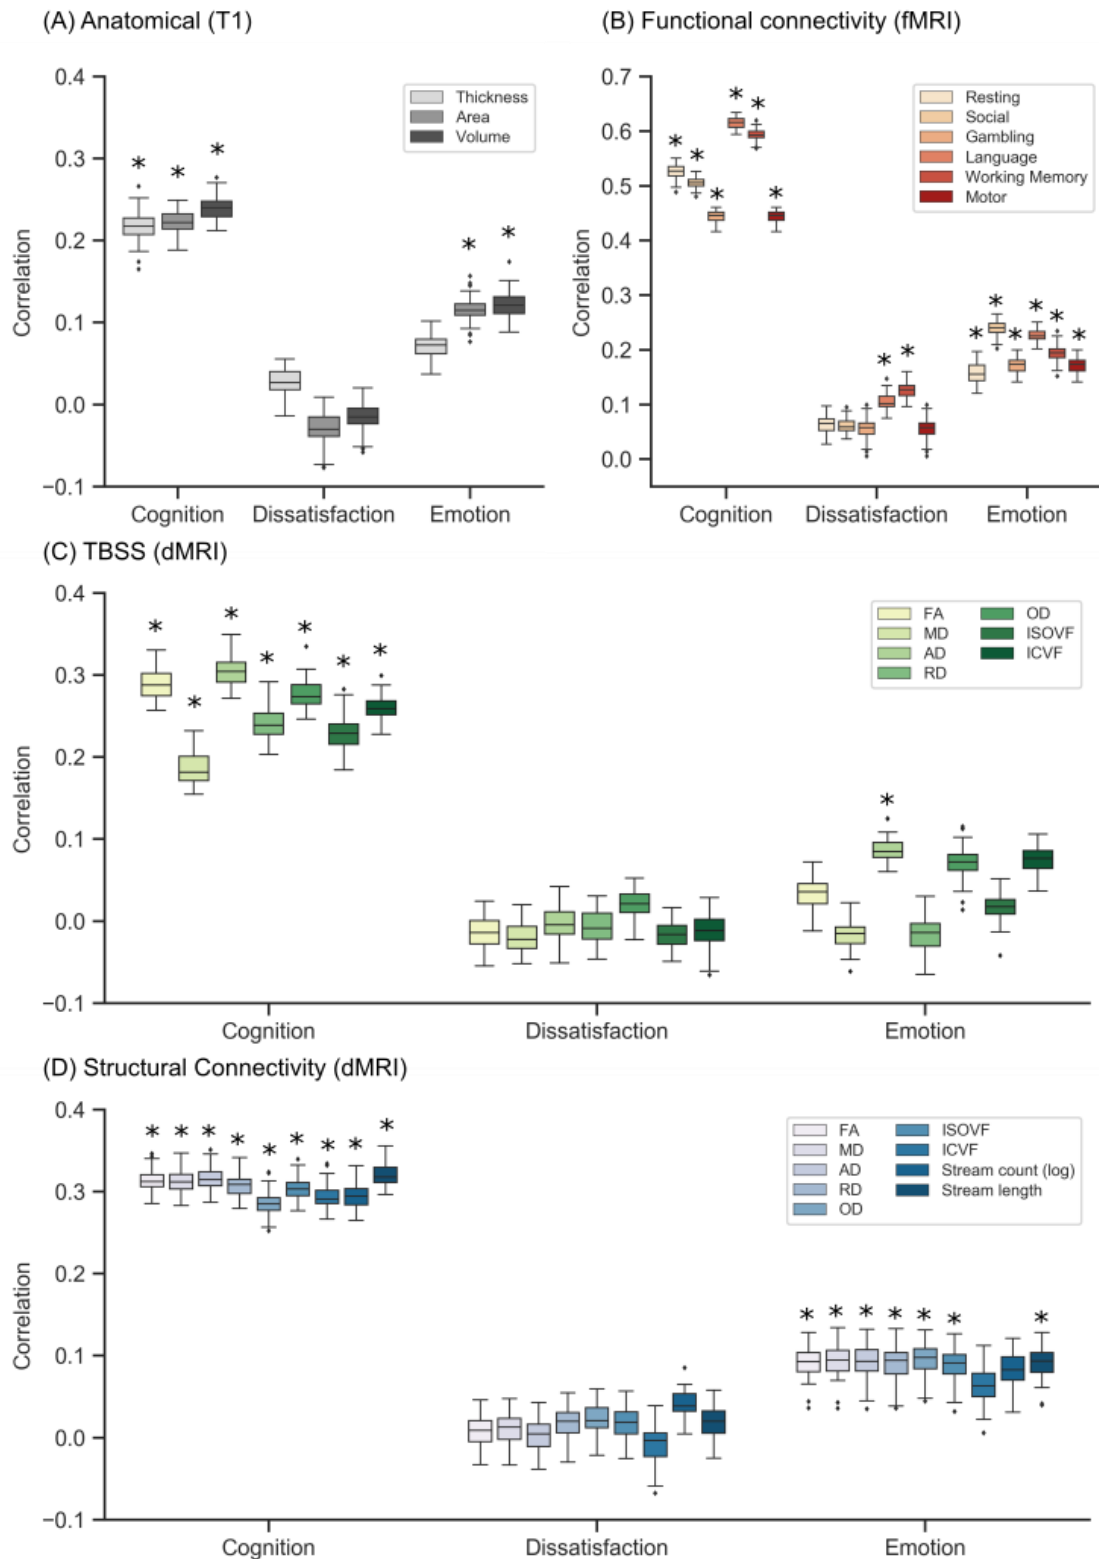 (A) Anatomical (T1)
0.4
0.3
0.2
0.1
0.0
−0.1
Correlation
Thickness
Area
Volume
* * *
* *
Cognition Dissatisfaction Emotion
(B) Functional connectivity (fMRI)
0.7
0.6
0.5
0.4
0.3
0.2
0.1
0.0
Correlation
Resting
Social
Gambling
Language
Working Memory
Motor
* * * * * *
* *
* * * * * *
Cognition Dissatisfaction Emotion
(C) TBSS (dMRI)
0.4
0.3
0.2
0.1
0.0
−0.1
Correlation
FA
MD
AD
RD
OD
ISOVF
ICVF
* * * * * * *
*
Cognition Dissatisfaction Emotion
(D) Structural Connectivity (dMRI)
0.4
0.3
0.2
0.1
0.0
−0.1
Correlation
FA
MD
AD
RD
OD
ISOVF
ICVF
Stream count (log)
Stream length
* * * * * * * * *
* * * * * * *
Cognition Dissatisfaction Emotion